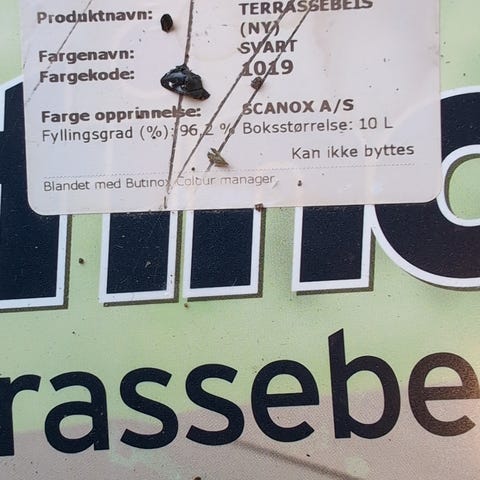 Produktnavn: TERRASSEBEIS
(NY)
Fargenavn: SVART
Fargekode: 1019
Farge opprinnelse: SCANOX A/S
Fyllingsgrad (%): 96,2 % Boksstørrelse: 10 L
Kan ikke byttes
Blandet med Butinox Colour manager
rassebe